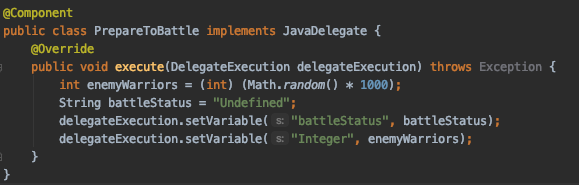 @Component
public class PrepareToBattle implements JavaDelegate {
@Override
public void execute(DelegateExecution delegateExecution) throws Exception {
int enemyWarriors = (int) (Math.random() * 1000);
String battleStatus = "Undefined";
delegateExecution.setVariable( s: "battleStatus", battleStatus);
delegateExecution.setVariable( s: "Integer", enemyWarriors);
}
}